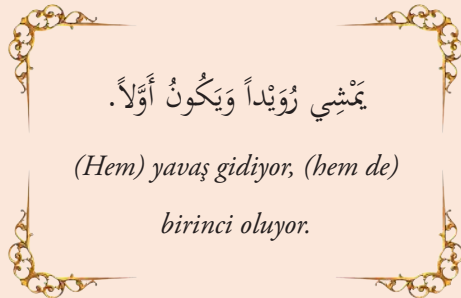 يَمْشِي رُوَيْداً وَيَكُونُ أَوَّلاً.
(Hem) yavaş gidiyor, (hem de)
birinci oluyor.